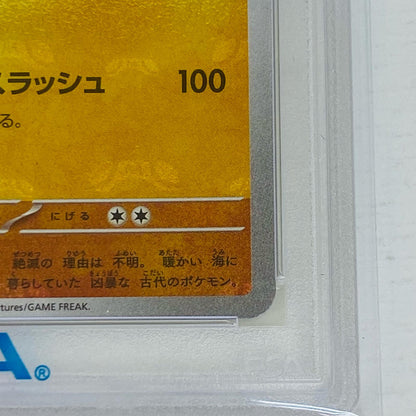 スラッシュ 100
る。
にげる
絶滅の 理由は 不明。 暖かい 海に
暮らしていた 凶暴な 古代のポケモン。
tures/GAME FREAK.
A®